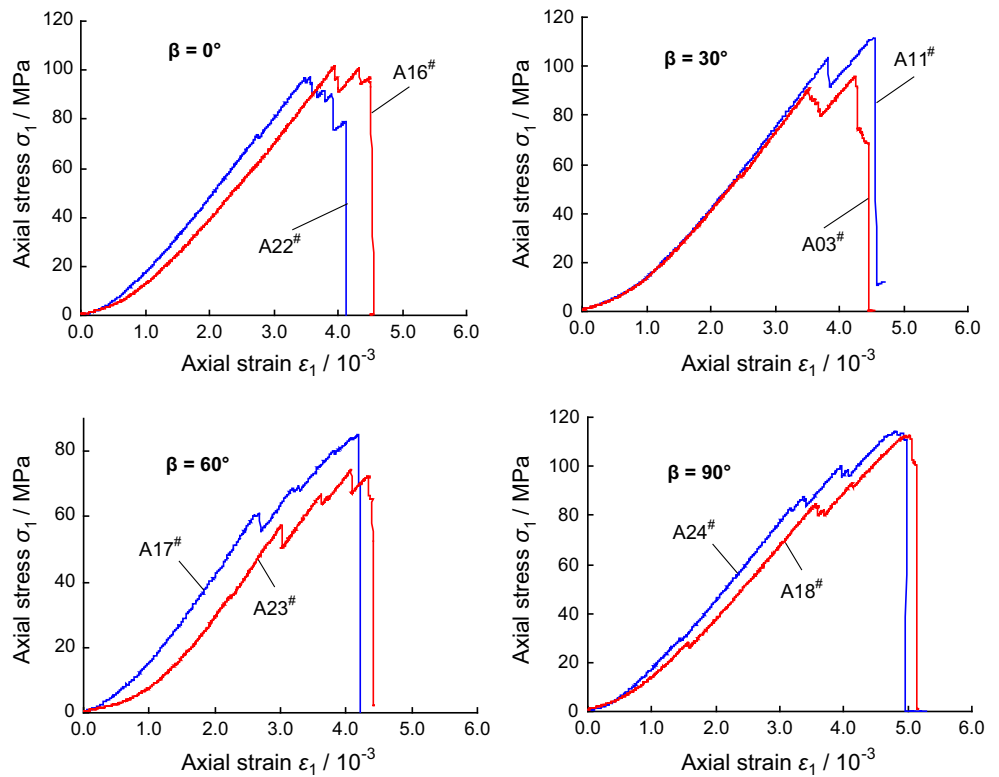 120
100
80
60
40
20
0
Axial stress σ₁ / MPa
β = 0°
A16#
A22#
0.0 1.0 2.0 3.0 4.0 5.0 6.0
Axial strain ε₁ / 10⁻³
120
100
80
60
40
20
0
Axial stress σ₁ / MPa
β = 30°
A11#
A03#
0.0 1.0 2.0 3.0 4.0 5.0 6.0
Axial strain ε₁ / 10⁻³
80
60
40
20
0
Axial stress σ₁ / MPa
β = 60°
A17#
A23#
0.0 1.0 2.0 3.0 4.0 5.0 6.0
Axial strain ε₁ / 10⁻³
120
100
80
60
40
20
0
Axial stress σ₁ / MPa
β = 90°
A24#
A18#
0.0 1.0 2.0 3.0 4.0 5.0 6.0
Axial strain ε₁ / 10⁻³